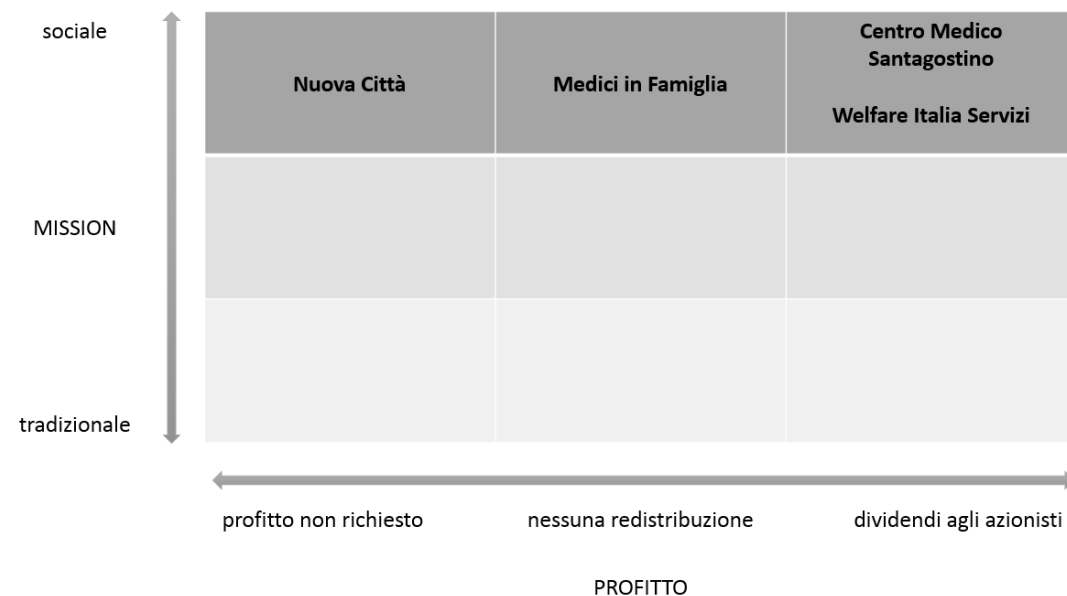 sociale
Nuova Città
Medici in Famiglia
Centro Medico
Santagostino
Welfare Italia Servizi
MISSION
tradizionale
profitto non richiesto
nessuna redistribuzione
dividendi agli azionisti
PROFITTO